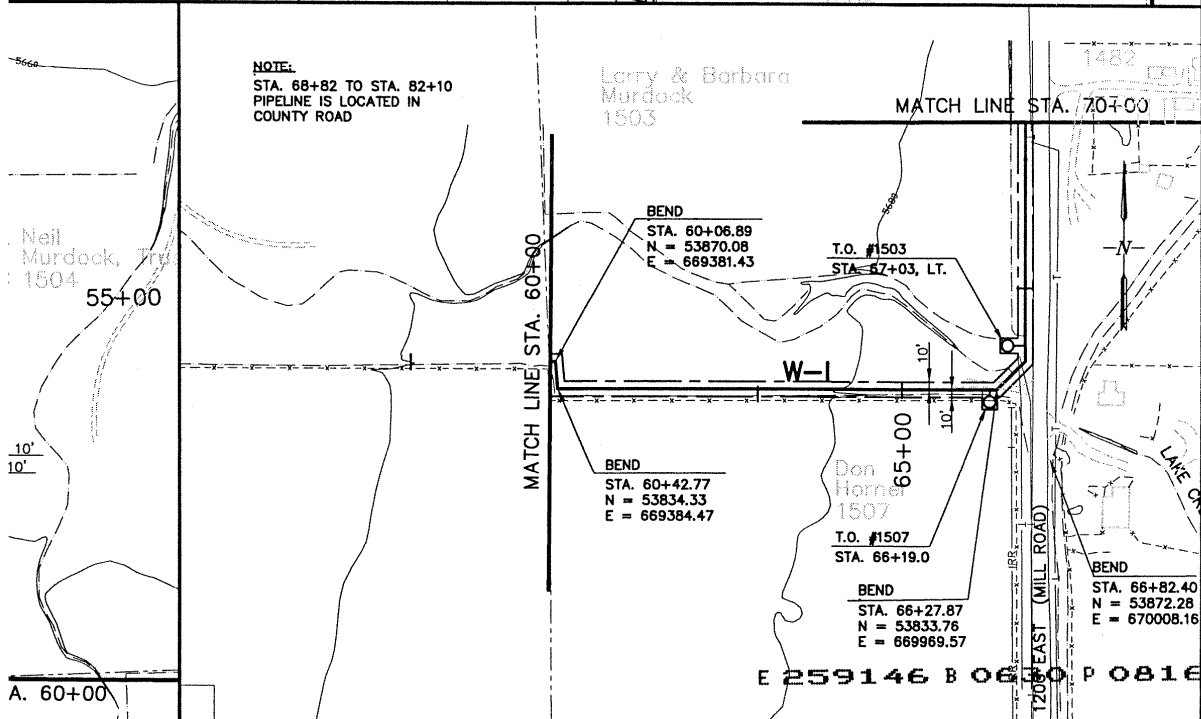 5660
NOTE:
STA. 68+82 TO STA. 82+10
PIPELINE IS LOCATED IN
COUNTY ROAD
Larry & Barbara
Murdock
1503
1482
MATCH LINE STA. 70+00
5680
Neil
Murdock,
1504
55+00
BEND
STA. 60+06.89
N = 53870.08
E = 669381.43
T.O. #1503
STA. 67+03, LT.
-N-
MATCH LINE STA. 60+00
W-1
10'
10'
10'
10'
65+00
BEND
STA. 60+42.77
N = 53834.33
E = 669384.47
Don
Horner
1507
T.O. #1507
STA. 66+19.0
BEND
STA. 66+27.87
N = 53833.76
E = 669969.57
IRR
T
T
1200 EAST (MILL ROAD)
LAKE
BEND
STA. 66+82.40
N = 53872.28
E = 670008.16
E 259146 B 0630 P 0816
A. 60+00